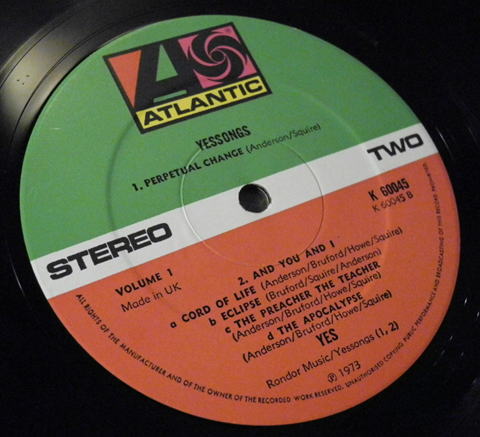 ATLANTIC
YESSONGS
1. PERPETUAL CHANGE (Anderson/Squire)
STEREO
TWO
K 60045
K 60045 B
VOLUME 1
Made in UK
2. AND YOU AND I
a CORD OF LIFE (Anderson/Bruford/Howe/Squire)
b ECLIPSE (Bruford/Squire/Anderson)
c THE PREACHER THE TEACHER
(Anderson/Bruford/Howe/Squire)
d THE APOCALYPSE
(Anderson/Bruford/Howe/Squire)
YES
Rondor Music/Yessongs (1, 2)
℗ 1973
ALL RIGHTS OF THE MANUFACTURER AND OF THE OWNER OF THE RECORDED WORK RESERVED. UNAUTHORISED COPYING, PUBLIC PERFORMANCE AND BROADCASTING OF THIS RECORD PROHIBITED.